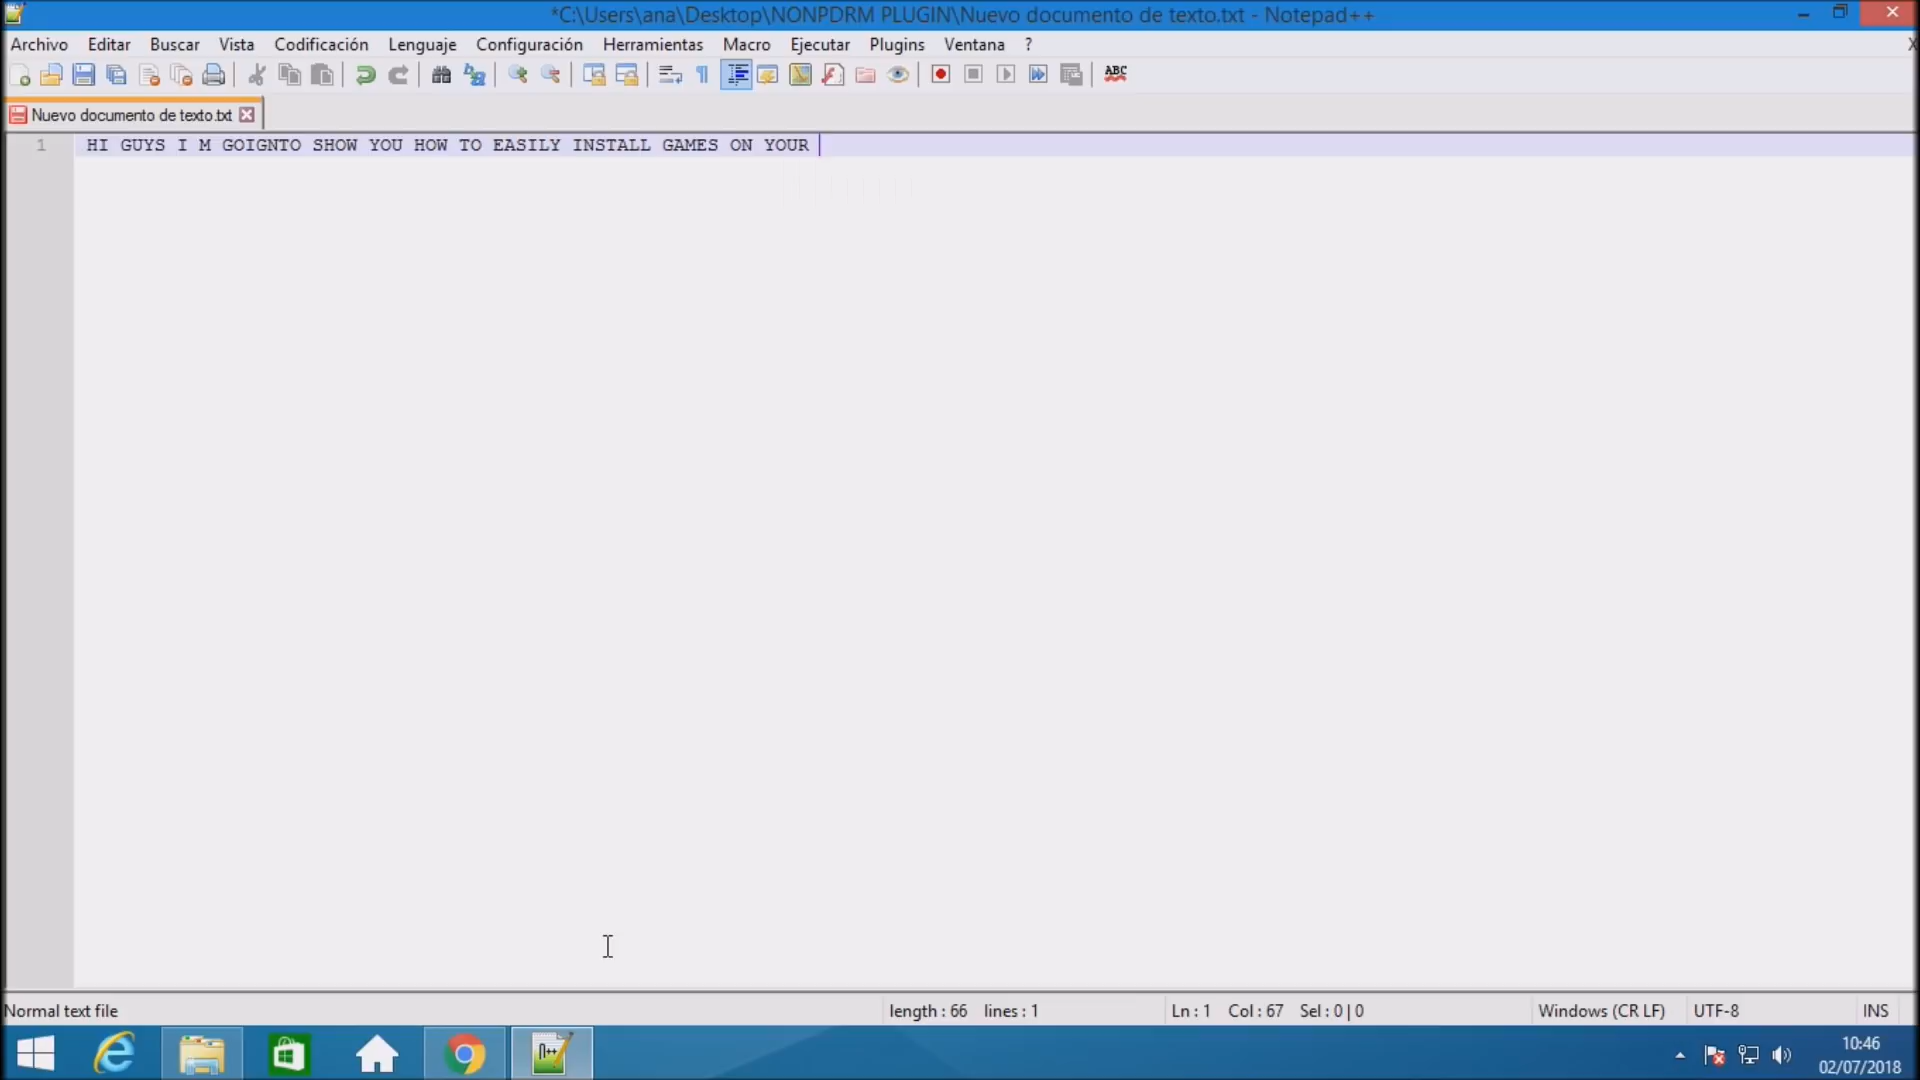 *C:\Users\ana\Desktop\NONPDRM PLUGIN\Nuevo documento de texto.txt - Notepad++
Archivo Editar Buscar Vista Codificación Lenguaje Configuración Herramientas Macro Ejecutar Plugins Ventana ? X
ABC
Nuevo documento de texto.txt
1 HI GUYS I M GOIGNTO SHOW YOU HOW TO EASILY INSTALL GAMES ON YOUR
Normal text file length : 66 lines : 1 Ln : 1 Col : 67 Sel : 0 | 0 Windows (CR LF) UTF-8 INS
10:46
02/07/2018